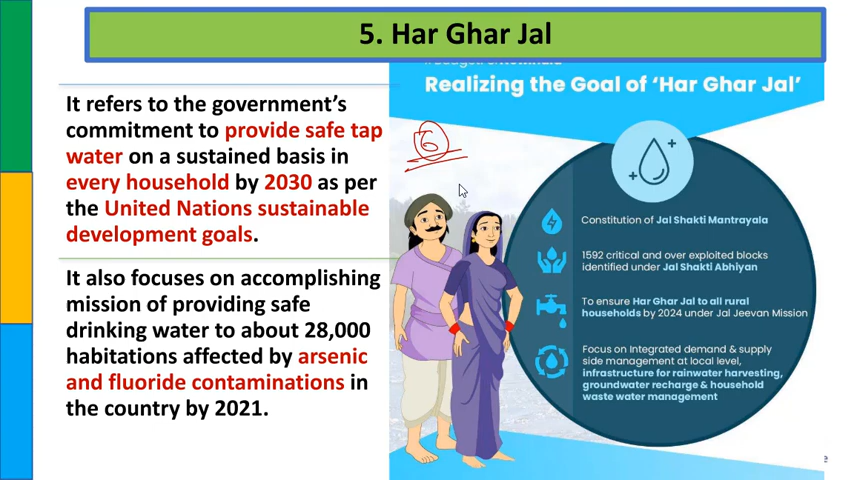 5. Har Ghar Jal
Realizing the Goal of ‘Har Ghar Jal’
It refers to the government’s
commitment to provide safe tap
water on a sustained basis in
every household by 2030 as per
the United Nations sustainable
development goals.
It also focuses on accomplishing
mission of providing safe
drinking water to about 28,000
habitations affected by arsenic
and fluoride contaminations in
the country by 2021.
6
Constitution of Jal Shakti Mantrayala
1592 critical and over exploited blocks
identified under Jal Shakti Abhiyan
To ensure Har Ghar Jal to all rural
households by 2024 under Jal Jeevan Mission
Focus on Integrated demand & supply
side management at local level,
infrastructure for rainwater harvesting,
groundwater recharge & household
waste water management